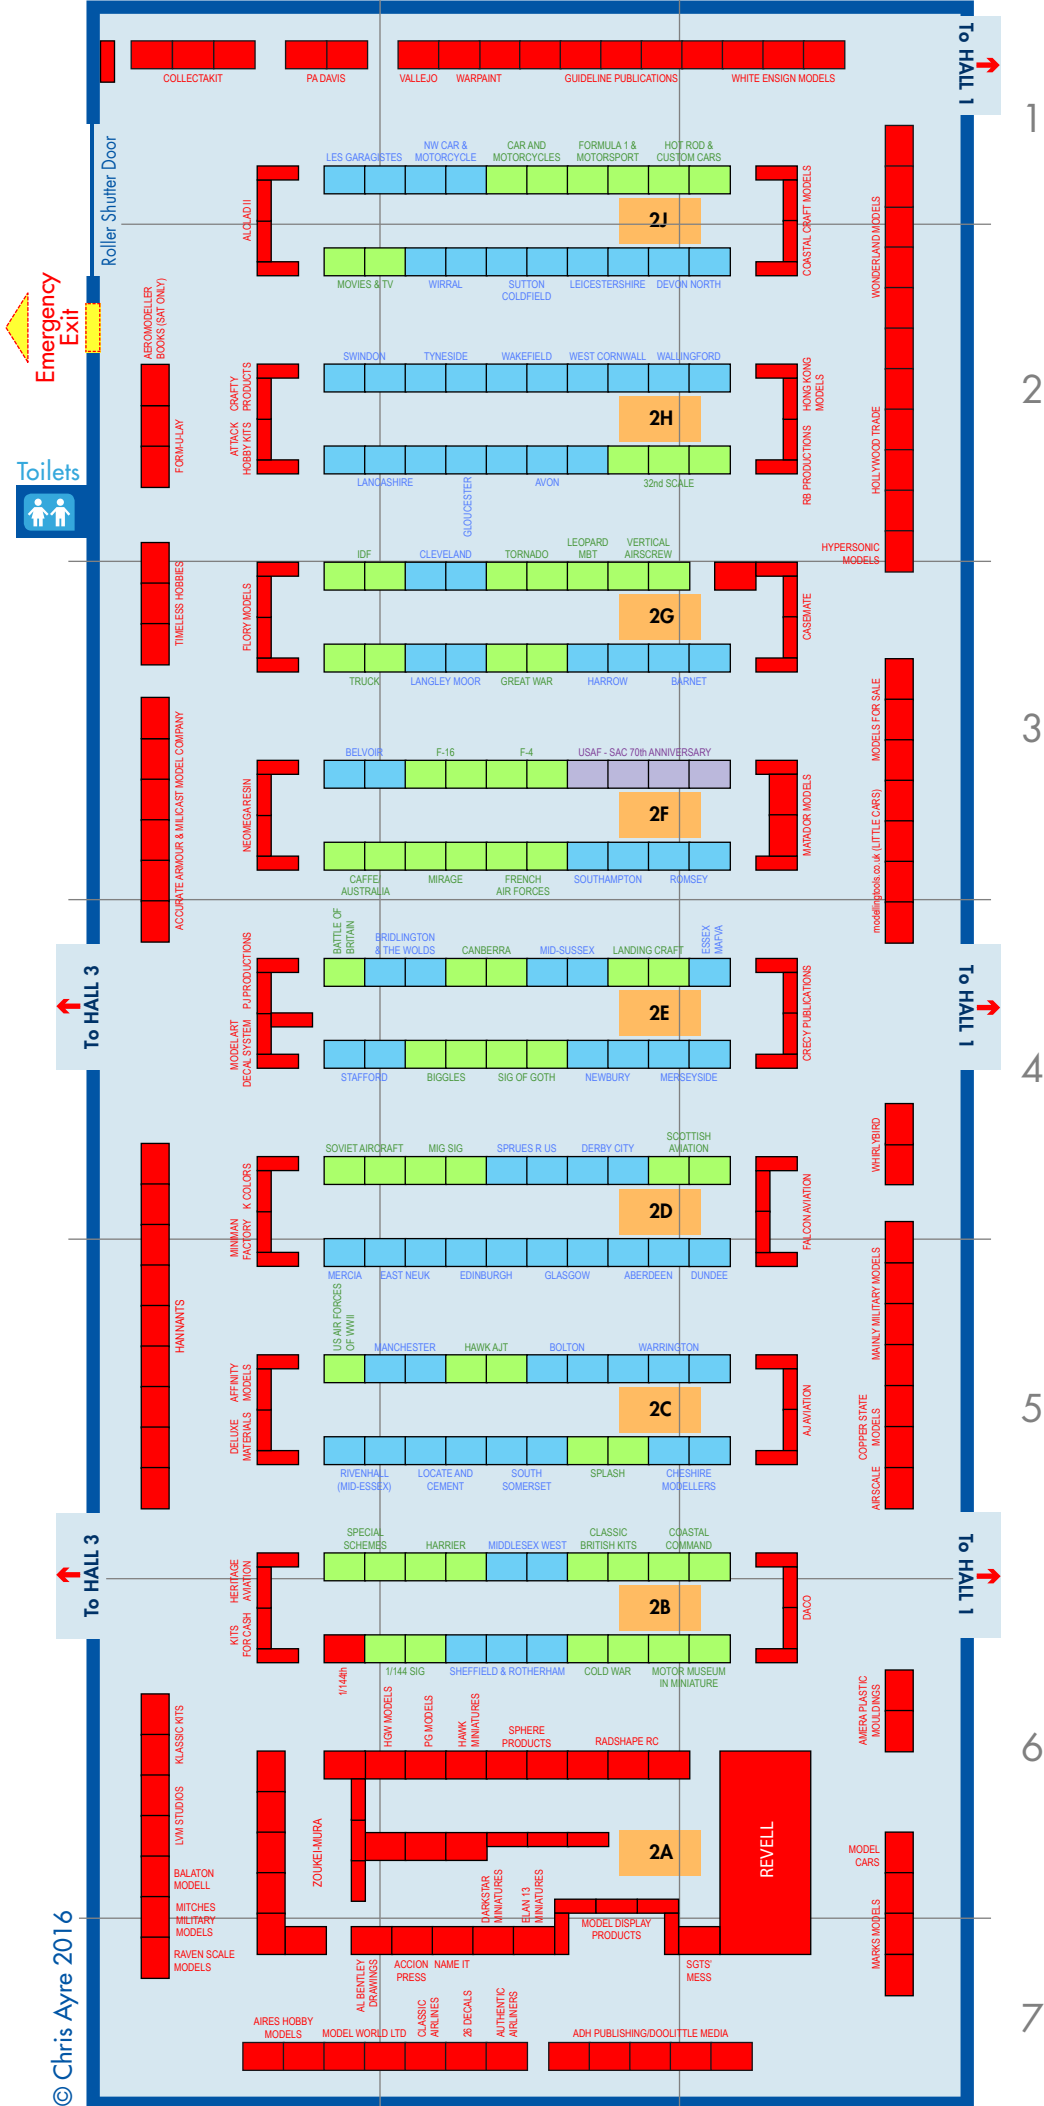 To HALL 1
COLLECTAKIT
PA DAVIS
VALLEJO
WARPAINT
GUIDELINE PUBLICATIONS
WHITE ENSIGN MODELS
1
Roller Shutter Door
LES GARAGISTES
NW CAR &
MOTORCYCLE
CAR AND
MOTORCYCLES
FORMULA 1 &
MOTORSPORT
HOT ROD &
CUSTOM CARS
ALCLAD II
2J
COASTAL CRAFT MODELS
WONDERLAND MODELS
MOVIES & TV
WIRRAL
SUTTON
COLDFIELD
LEICESTERSHIRE
DEVON NORTH
Emergency
Exit
AEROMODELLER
BOOKS (SAT ONLY)
SWINDON
TYNESIDE
WAKEFIELD
WEST CORNWALL
WALLINGFORD
2
CRAFTY
PRODUCTS
ATTACK
HOBBY KITS
2H
HONG KONG
MODELS
RB PRODUCTIONS
HOLLYWOOD TRADE
FORM-U-LAY
Toilets
LANCASHIRE
GLOUCESTER
AVON
32nd SCALE
HYPERSONIC
MODELS
IDF
CLEVELAND
TORNADO
LEOPARD
MBT
VERTICAL
AIRSCREW
TIMELESS HOBBIES
FLORY MODELS
2G
CASEMATE
TRUCK
LANGLEY MOOR
GREAT WAR
HARROW
BARNET
MODELS FOR SALE
3
ACCURATE ARMOUR & MILICAST MODEL COMPANY
BELVOIR
F-16
F-4
USAF - SAC 70th ANNIVERSARY
NEOMEGA RESIN
2F
MATADOR MODELS
modellingtools.co.uk (LITTLE CARS)
CAFFE/
AUSTRALIA
MIRAGE
FRENCH
AIR FORCES
SOUTHAMPTON
ROMSEY
BATTLE OF
BRITAIN
BRIDLINGTON
& THE WOLDS
CANBERRA
MID-SUSSEX
LANDING CRAFT
ESSEX
MAFVA
To HALL 3
PJ PRODUCTIONS
MODEL ART
DECAL SYSTEM
2E
CRECY PUBLICATIONS
To HALL 1
4
STAFFORD
BIGGLES
SIG OF GOTH
NEWBURY
MERSEYSIDE
WHIRLYBIRD
SOVIET AIRCRAFT
MIG SIG
SPRUES R US
DERBY CITY
SCOTTISH
AVIATION
K COLORS
MINIMAN
FACTORY
2D
FALCON AVIATION
MERCIA
EAST NEUK
EDINBURGH
GLASGOW
ABERDEEN
DUNDEE
MAINLY MILITARY MODELS
HANNANTS
US AIR FORCES
OF WWII
MANCHESTER
HAWK AJT
BOLTON
WARRINGTON
AFFINITY
MODELS
DELUXE
MATERIALS
2C
AJ AVIATION
COPPER STATE
MODELS
5
AIRSCALE
RIVENHALL
(MID-ESSEX)
LOCATE AND
CEMENT
SOUTH
SOMERSET
SPLASH
CHESHIRE
MODELLERS
SPECIAL
SCHEMES
HARRIER
MIDDLESEX WEST
CLASSIC
BRITISH KITS
COASTAL
COMMAND
To HALL 3
HERITAGE
AVIATION
KITS
FOR CASH
2B
DACO
To HALL 1
1/144th
1/144 SIG
SHEFFIELD & ROTHERHAM
COLD WAR
MOTOR MUSEUM
IN MINIATURE
AMERA PLASTIC
MOULDINGS
KLASSIC KITS
HGW MODELS
PG MODELS
HAWK
MINIATURES
SPHERE
PRODUCTS
RADSHAPE RC
6
LVM STUDIOS
ZOUKEI-MURA
2A
REVELL
MODEL
CARS
BALATON
MODELL
MITCHES
MILITARY
MODELS
RAVEN SCALE
MODELS
DARKSTAR
MINIATURES
ELAN 13
MINIATURES
MODEL DISPLAY
PRODUCTS
MARKS MODELS
AL BENTLEY
DRAWINGS
ACCION
PRESS
NAME IT
SGTS'
MESS
7
AIRES HOBBY
MODELS
MODEL WORLD LTD
CLASSIC
AIRLINES
26 DECALS
AUTHENTIC
AIRLINERS
ADH PUBLISHING/DOOLITTLE MEDIA
© Chris Ayre 2016